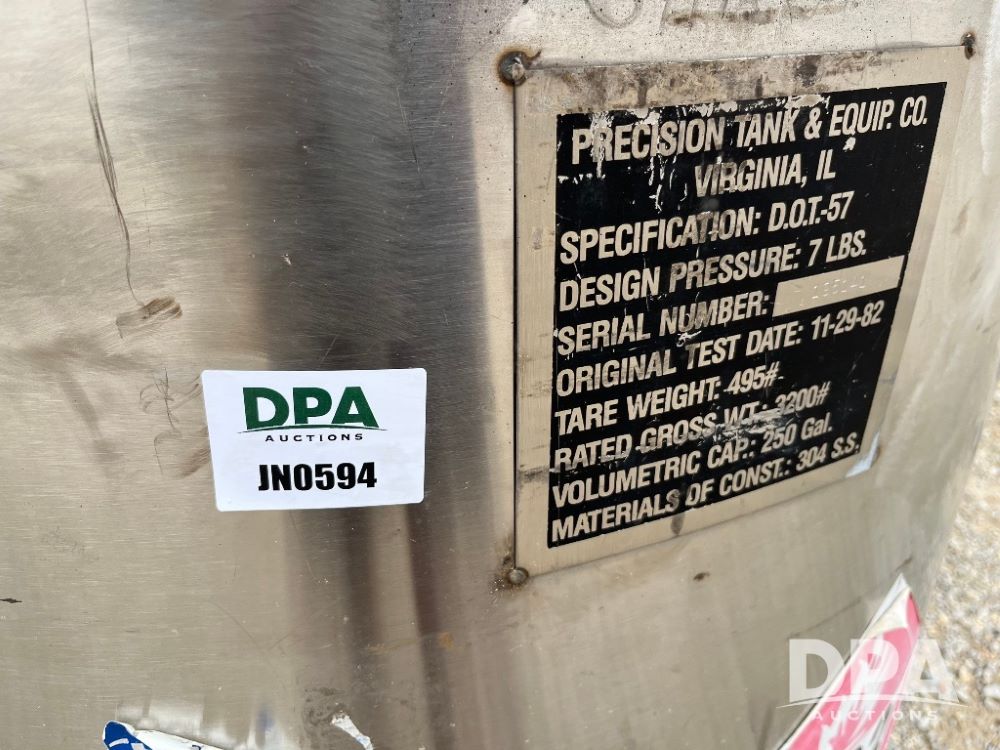 PRECISION TANK & EQUIP. CO.
VIRGINIA, IL
SPECIFICATION: D.O.T.-57
DESIGN PRESSURE: 7 LBS.
SERIAL NUMBER:
ORIGINAL TEST DATE: 11-29-82
TARE WEIGHT: 495#
RATED GROSS WT.: 3200#
VOLUMETRIC CAP.: 250 Gal.
MATERIALS OF CONST.: 304 S.S.
DPA
AUCTIONS
JN0594
DPA
AUCTIONS